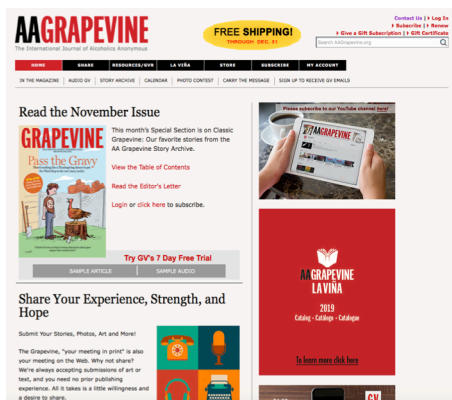 AAGRAPEVINE
The International Journal of Alcoholics Anonymous
FREE SHIPPING!
THROUGH DEC. 31
Contact Us | Log In
Subscribe | Renew
Give a Gift Subscription | Gift Certificate
Search AAGrapevine.org
HOME SHARE RESOURCES/GVR LA VIÑA STORE SUBSCRIBE MY ACCOUNT
IN THE MAGAZINE AUDIO GV STORY ARCHIVE CALENDAR PHOTO CONTEST CARRY THE MESSAGE SIGN UP TO RECEIVE GV EMAILS
Read the November Issue
GRAPEVINE
Pass the Gravy
This month's Special Section is on Classic
Grapevine: Our favorite stories from the
AA Grapevine Story Archive.
View the Table of Contents
Read the Editor's Letter
Login or click here to subscribe.
Try GV's 7 Day Free Trial
SAMPLE ARTICLE SAMPLE AUDIO
Share Your Experience, Strength, and
Hope
Submit Your Stories, Photos, Art and More!
The Grapevine, "your meeting in print" is also
your meeting on the Web. Why not share?
We're always accepting submissions of art or
text, and you need no prior publishing
experience. All it takes is a little willingness and
a desire to share.
Please subscribe to our YouTube channel here!
AAGRAPEVINE
AAGRAPEVINE
LAVIÑA
2019
Catalog • Catálogo • Catalogue
To learn more click here
GV